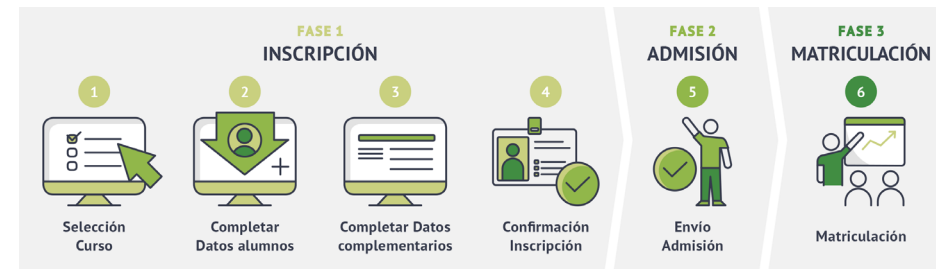 FASE 1
INSCRIPCIÓN
1
Selección
Curso
2
Completar
Datos alumnos
3
Completar Datos
complementarios
4
Confirmación
Inscripción
FASE 2
ADMISIÓN
5
Envío
Admisión
FASE 3
MATRICULACIÓN
6
Matriculación